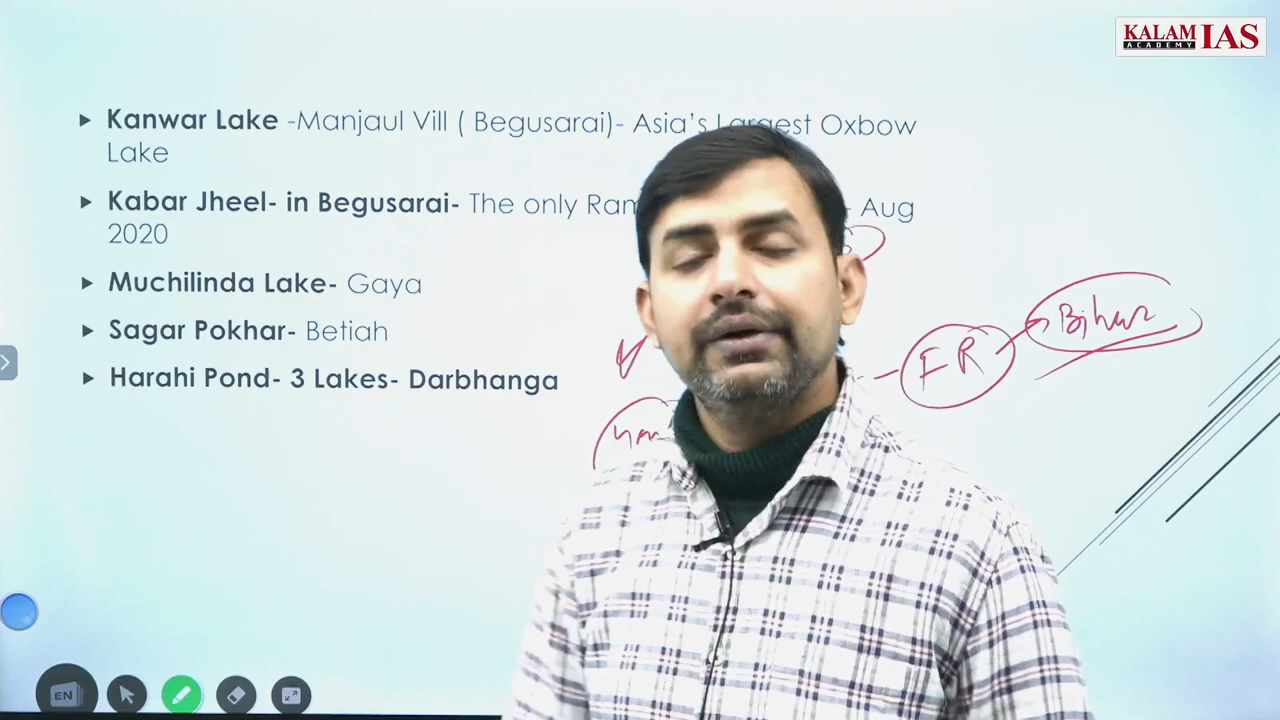 KALAM
ACADEMY
IAS
Kanwar Lake -Manjaul Vill ( Begusarai)- Asia's Largest Oxbow
Lake
Kabar Jheel- in Begusarai- The only Aug
2020
Muchilinda Lake- Gaya
Sagar Pokhar- Betiah
Harahi Pond- 3 Lakes- Darbhanga
FR
Bihar
EN